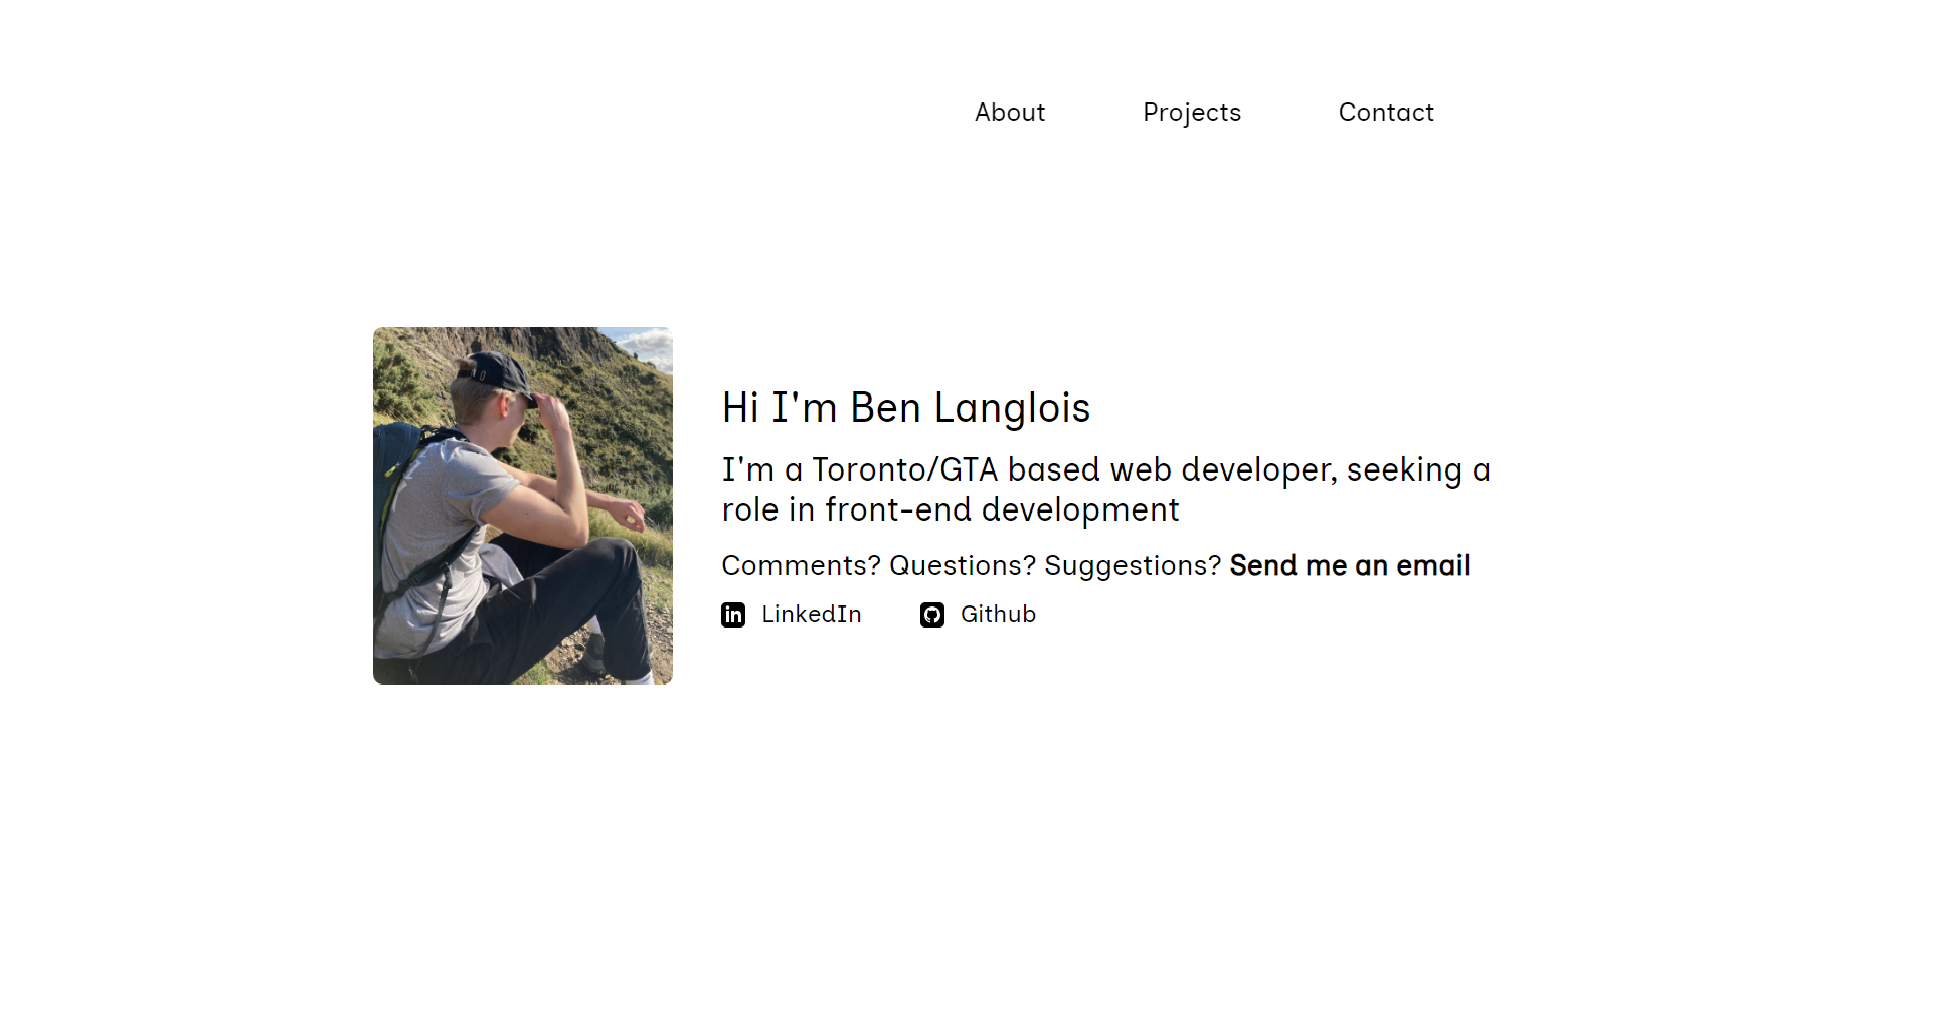 About Projects Contact
Hi I'm Ben Langlois
I'm a Toronto/GTA based web developer, seeking a
role in front-end development
Comments? Questions? Suggestions? Send me an email
in LinkedIn Github